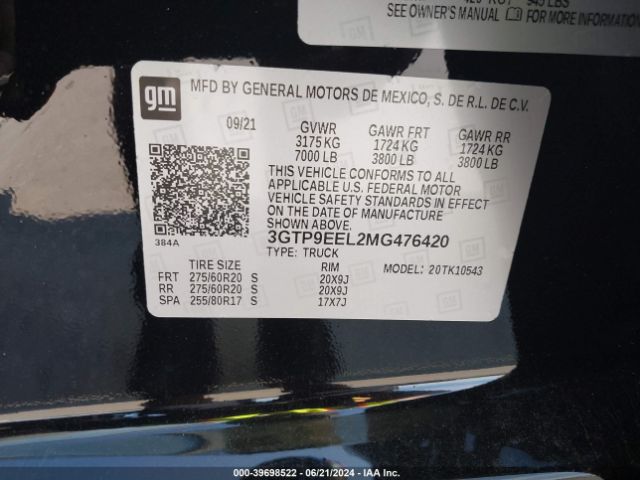 SEE OWNER'S MANUAL FOR MORE INFORMATION
gm
MFD BY GENERAL MOTORS DE MEXICO, S. DE R.L. DE C.V.
09/21 GVWR GAWR FRT GAWR RR
3175 KG 1724 KG 1724 KG
7000 LB 3800 LB 3800 LB
THIS VEHICLE CONFORMS TO ALL
APPLICABLE U.S. FEDERAL MOTOR
VEHICLE SAFETY STANDARDS IN EFFECT
ON THE DATE OF MANUFACTURE
SHOWN ABOVE.
384A
3GTP9EEL2MG476420
TYPE: TRUCK
TIRE SIZE RIM MODEL: 20TK10543
FRT 275/60R20 S 20X9J
RR 275/60R20 S 20X9J
SPA 255/80R17 S 17X7J
000-39698522 / 06/21/2024 / IAA Inc.